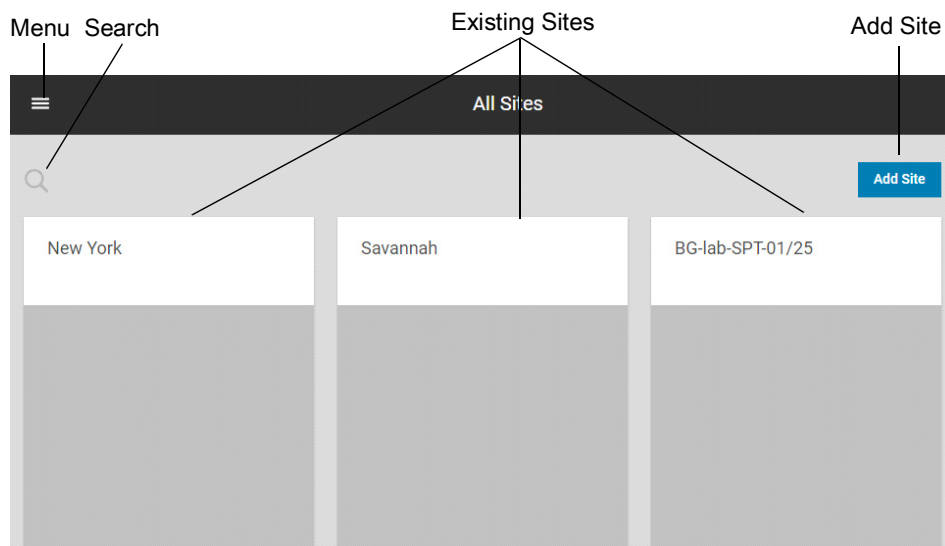 Menu Search Existing Sites Add Site
All Sites
Add Site
New York Savannah BG-lab-SPT-01/25